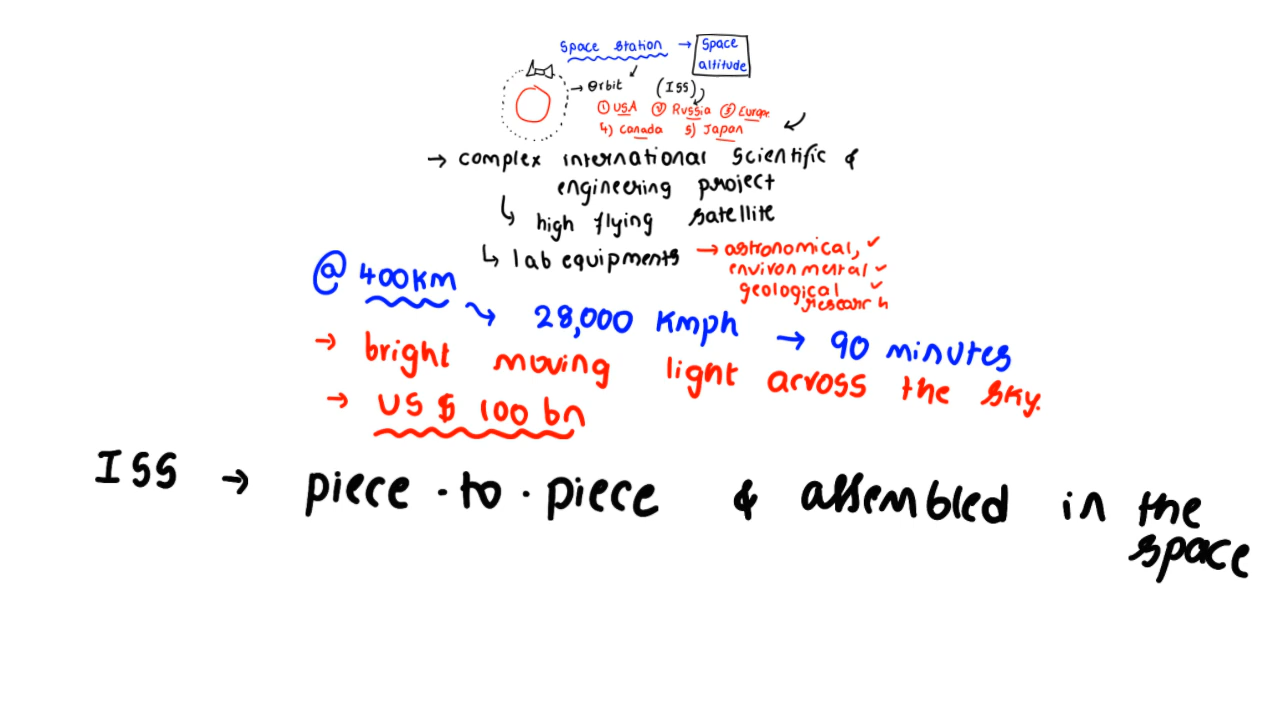 Space Station → Space
altitude
→ Orbit (ISS)
① USA ② Russia ③ Europe
4) Canada 5) Japan
→ complex international scientific &
engineering project
↳ high flying satellite
↳ lab equipments → astronomical, ✓
environmental ✓
geological ✓
research
@ 400km
→ 28,000 kmph → 90 minutes
→ bright moving light across the sky.
→ US $ 100 bn
ISS → piece-to-piece & assembled in the
space